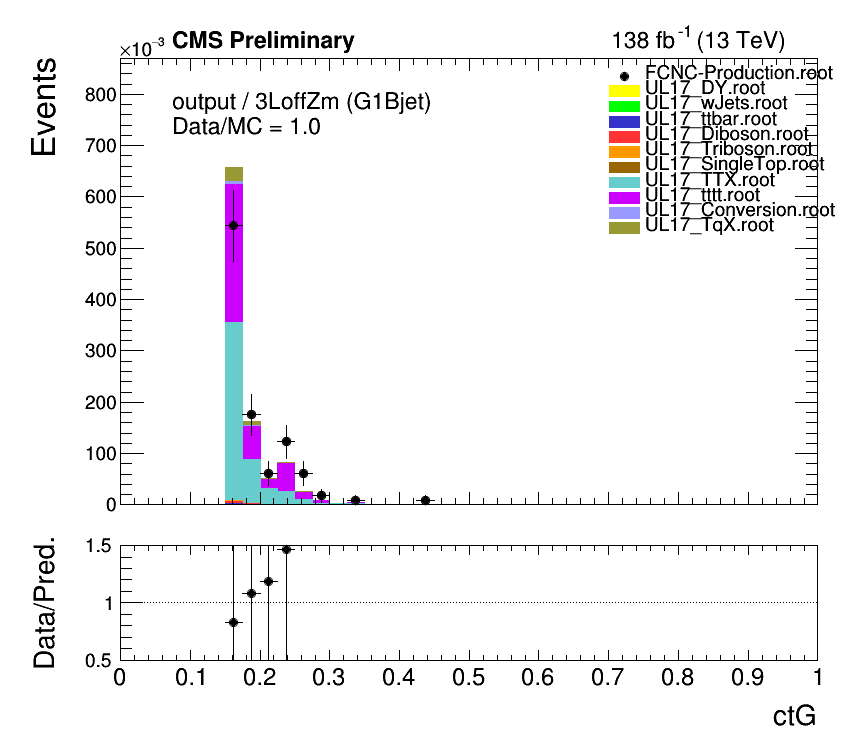 ×10⁻³ CMS Preliminary 138 fb⁻¹ (13 TeV)
Events
800
700
600
500
400
300
200
100
0
output / 3LoffZm (G1Bjet)
Data/MC = 1.0
FCNC-Production.root
UL17_DY.root
UL17_wJets.root
UL17_ttbar.root
UL17_Diboson.root
UL17_Triboson.root
UL17_SingleTop.root
UL17_TTX.root
UL17_tttt.root
UL17_Conversion.root
UL17_TqX.root
Data/Pred.
1.5
1
0.5
0 0.1 0.2 0.3 0.4 0.5 0.6 0.7 0.8 0.9 1
ctG